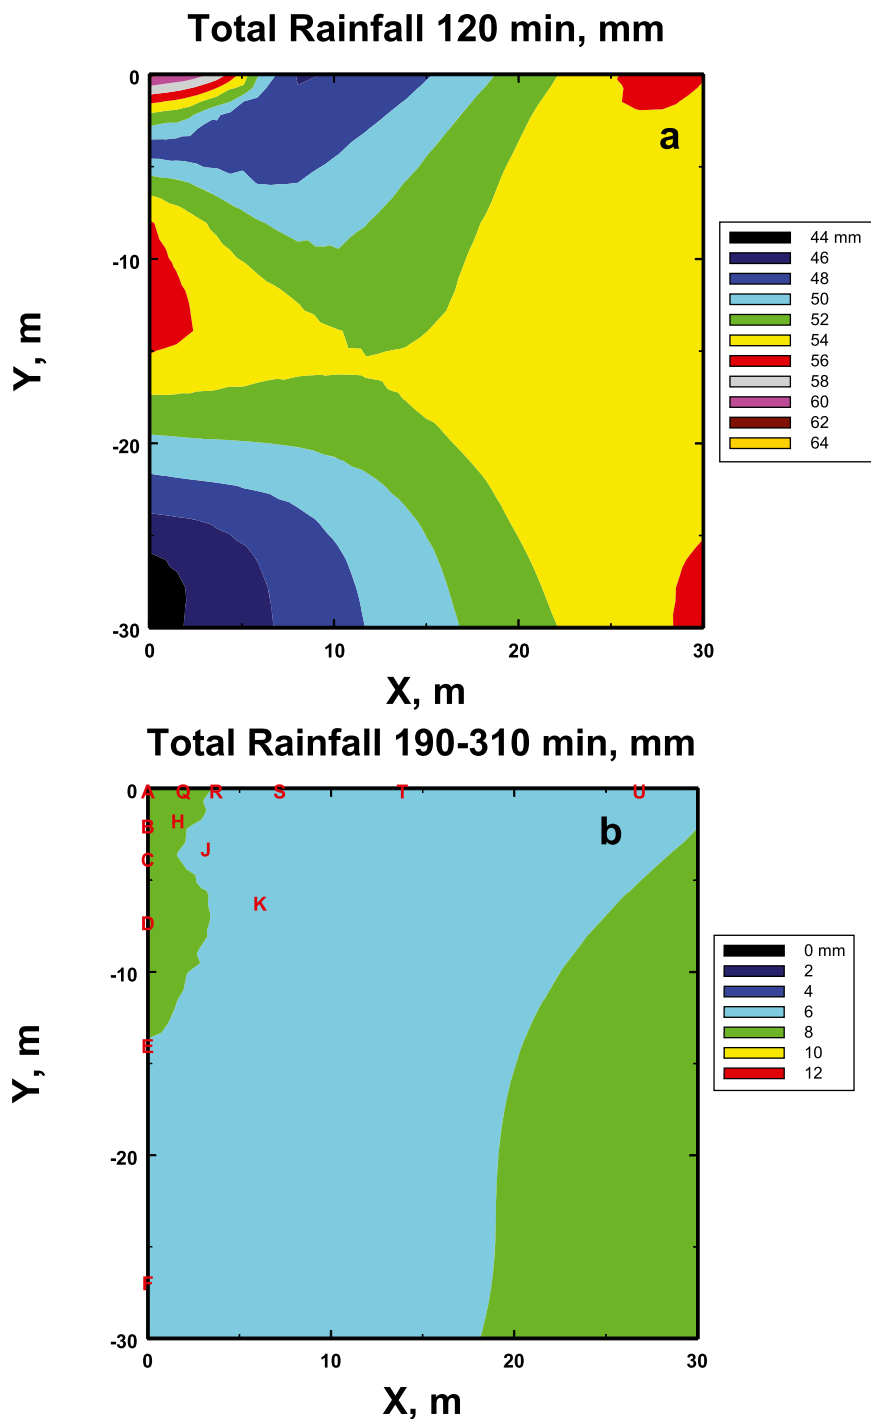 Total Rainfall 120 min, mm
0
-10
-20
-30
0
10
20
30
Y, m
X, m
a
44 mm
46
48
50
52
54
56
58
60
62
64
Total Rainfall 190-310 min, mm
A Q R S T U
B H
C J
D K
E
F
b
0
-10
-20
-30
0
10
20
30
Y, m
X, m
0 mm
2
4
6
8
10
12